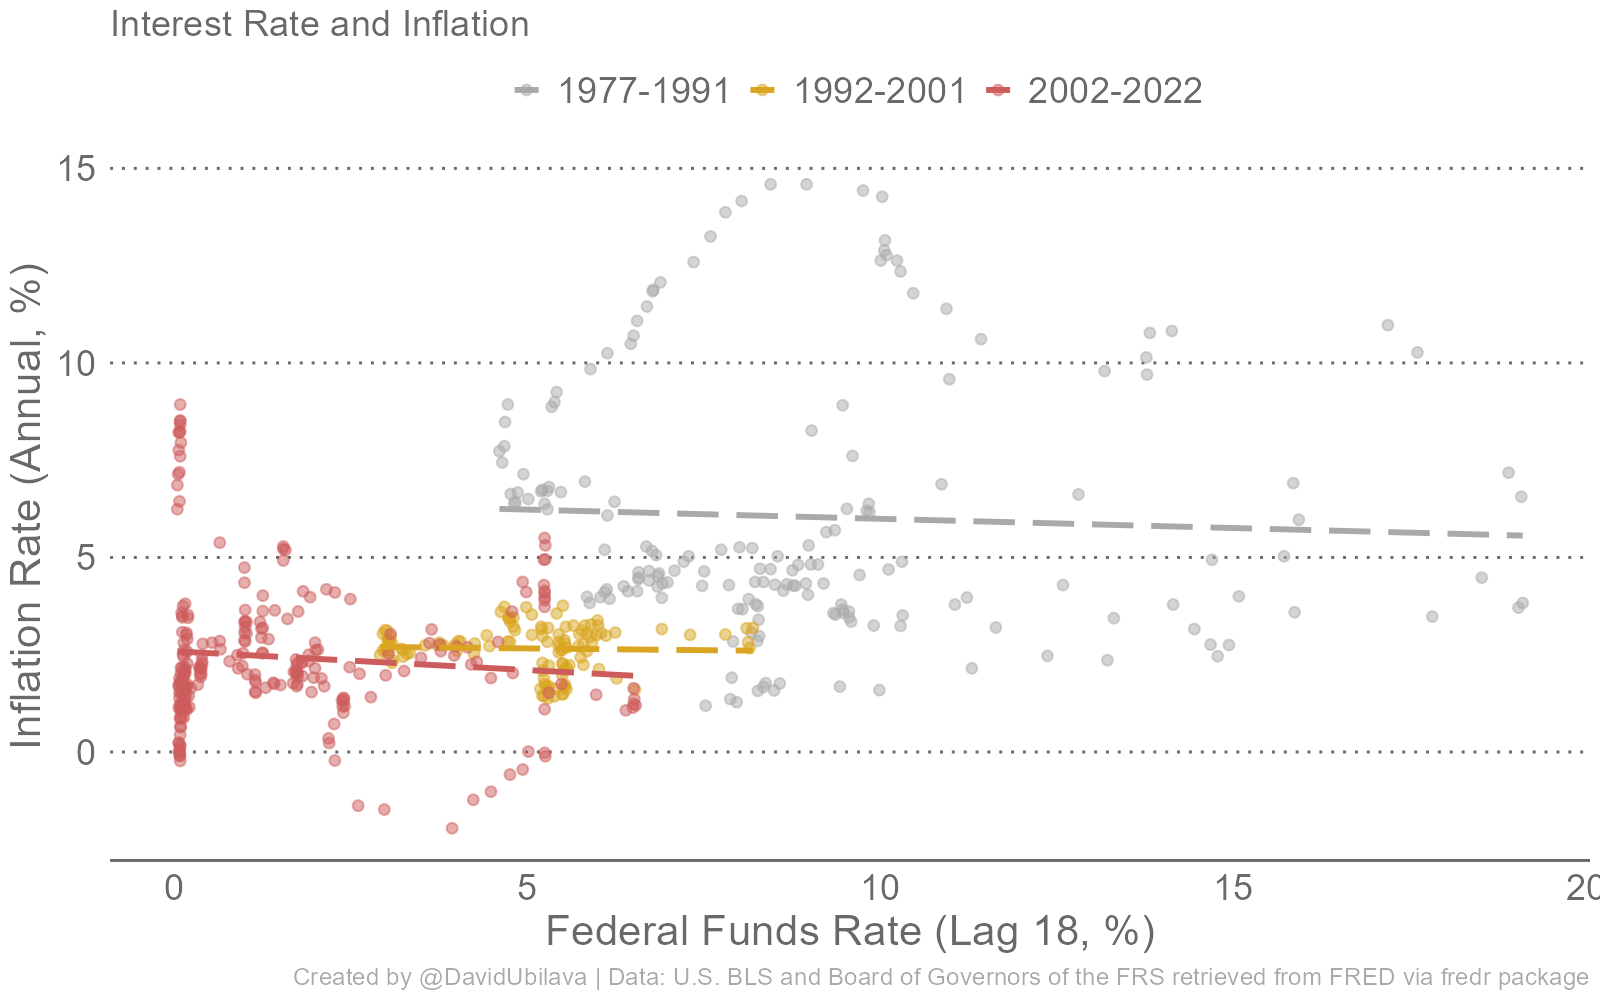 Interest Rate and Inflation
1977-1991 1992-2001 2002-2022
15
10
5
0
Inflation Rate (Annual, %)
0 5 10 15 20
Federal Funds Rate (Lag 18, %)
Created by @DavidUbilava | Data: U.S. BLS and Board of Governors of the FRS retrieved from FRED via fredr package